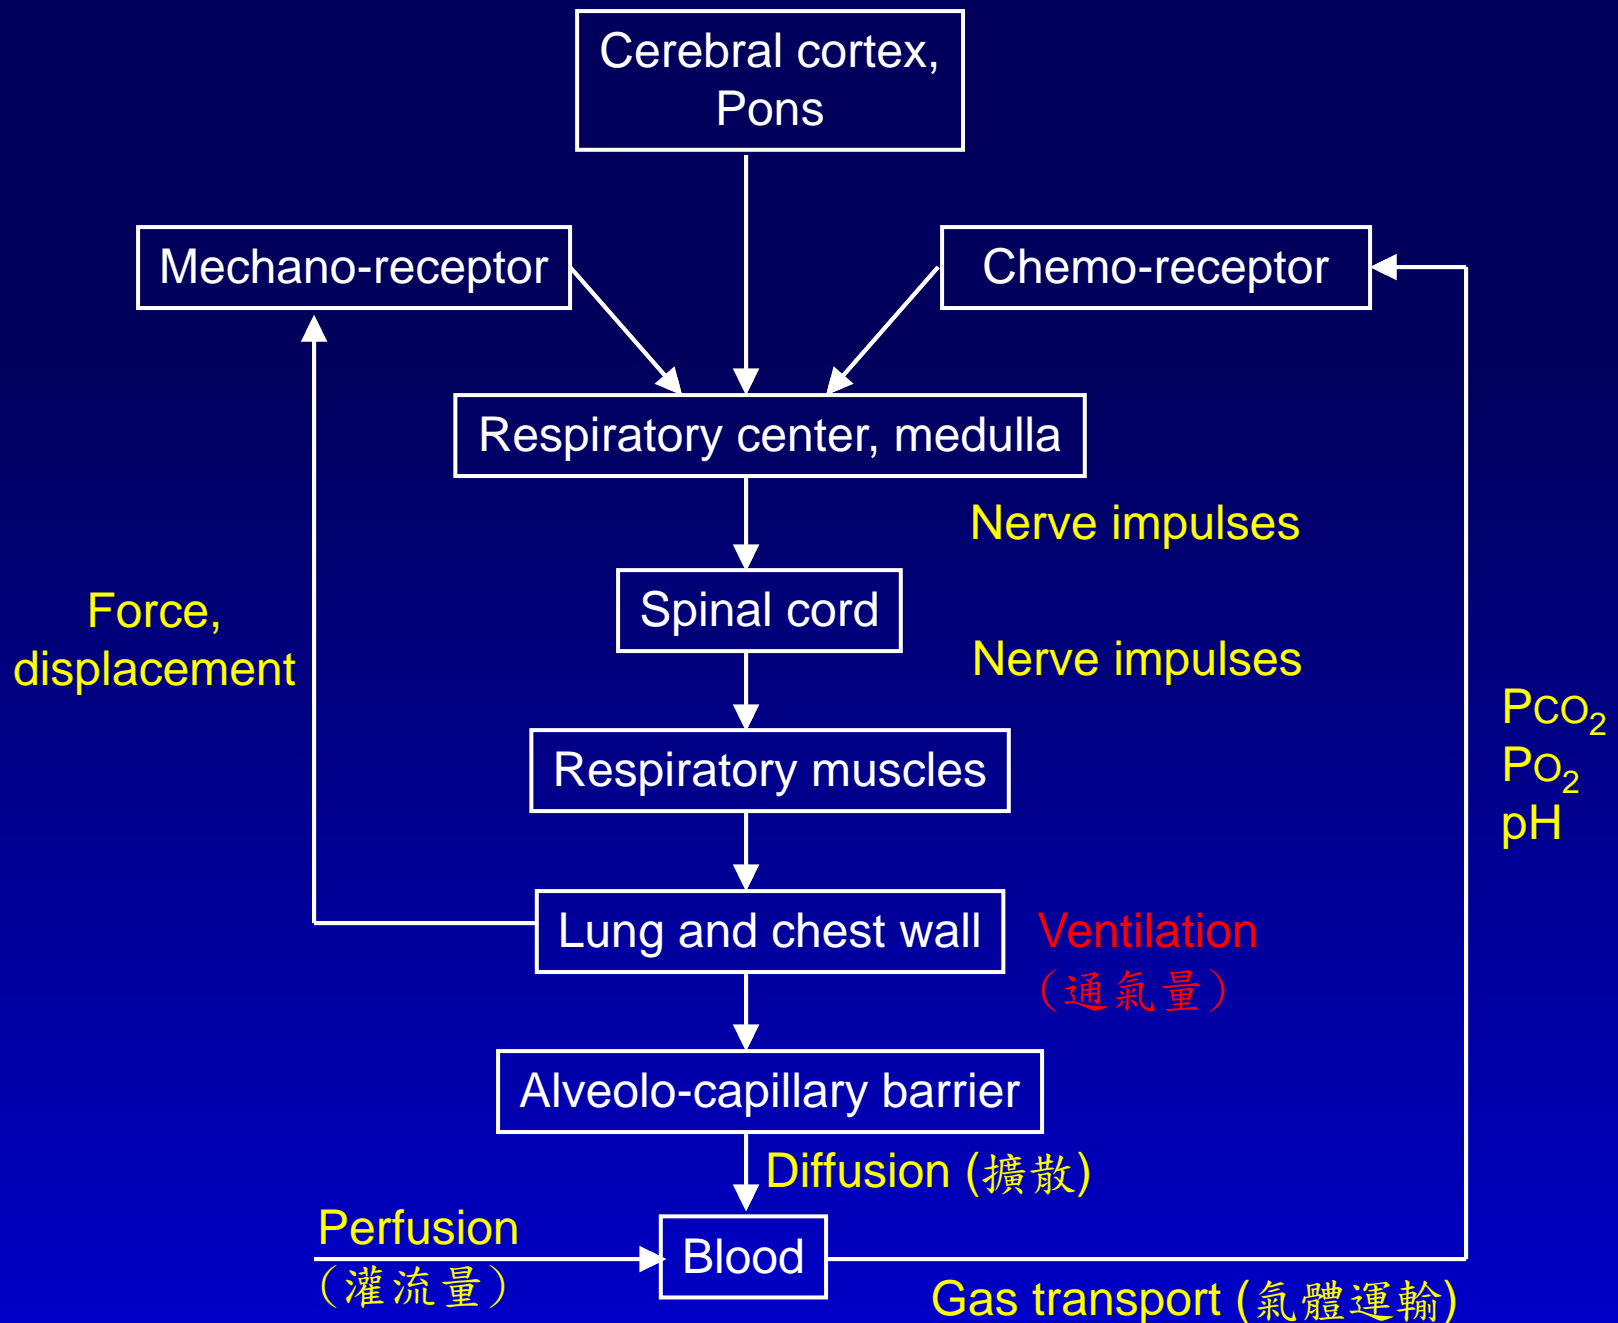 Cerebral cortex,
Pons
Mechano-receptor
Chemo-receptor
Respiratory center, medulla
Nerve impulses
Force,
displacement
Spinal cord
Nerve impulses
PCO₂
PO₂
pH
Respiratory muscles
Lung and chest wall
Ventilation
(通氣量)
Alveolo-capillary barrier
Diffusion (擴散)
Perfusion
(灌流量)
Blood
Gas transport (氣體運輸)